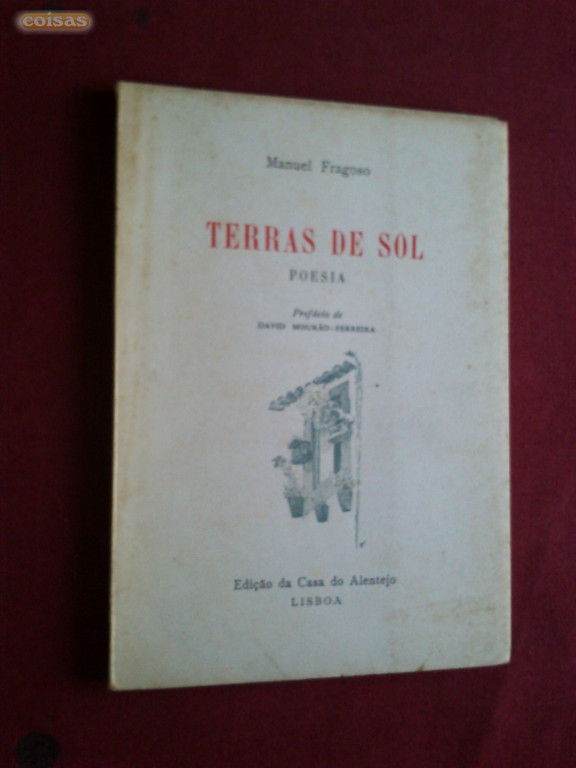 coisas
Manuel Fragoso
TERRAS DE SOL
POESIA
Prefácio de
DAVID MOURÃO-FERREIRA
Edição da Casa do Alentejo
LISBOA